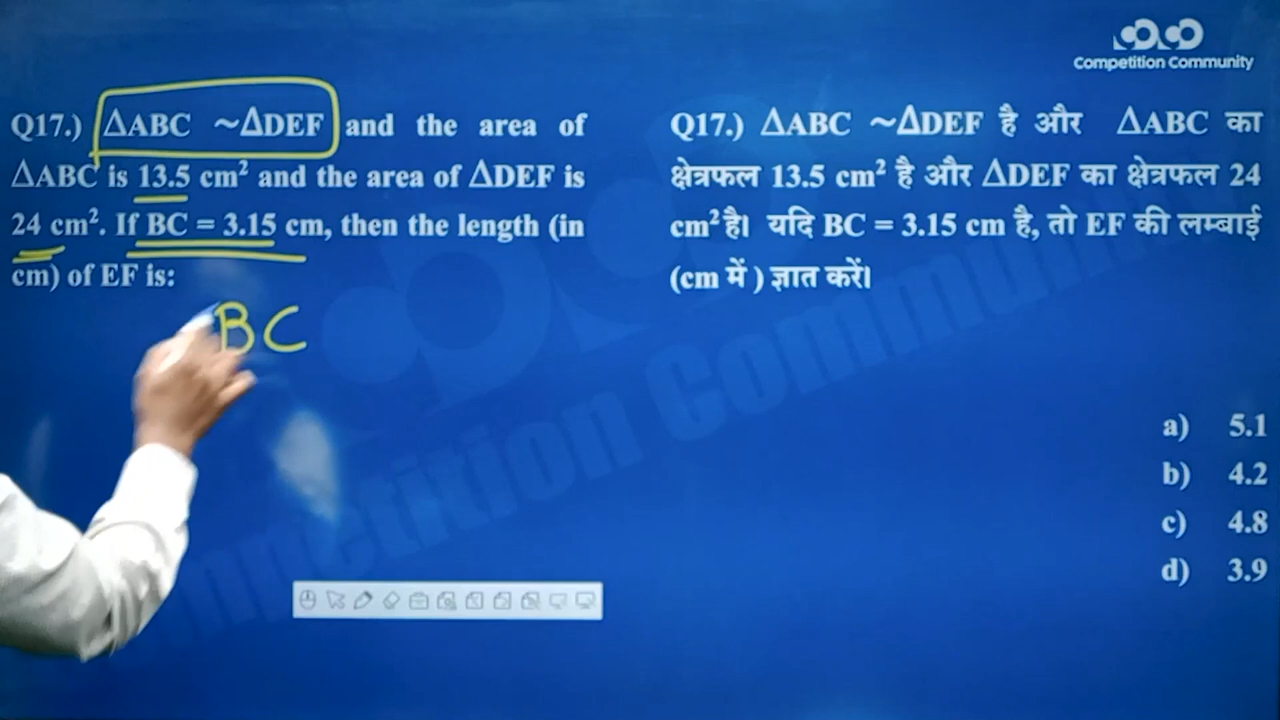 Competition Community
Q17.) ΔABC ~ΔDEF and the area of
ΔABC is 13.5 cm² and the area of ΔDEF is
24 cm². If BC = 3.15 cm, then the length (in
cm) of EF is:
BC
Q17.) ΔABC ~ΔDEF है और ΔABC का
क्षेत्रफल 13.5 cm² है और ΔDEF का क्षेत्रफल 24
cm² है। यदि BC = 3.15 cm है, तो EF की लम्बाई
(cm में ) ज्ञात करें।
a) 5.1
b) 4.2
c) 4.8
d) 3.9
Competition Community